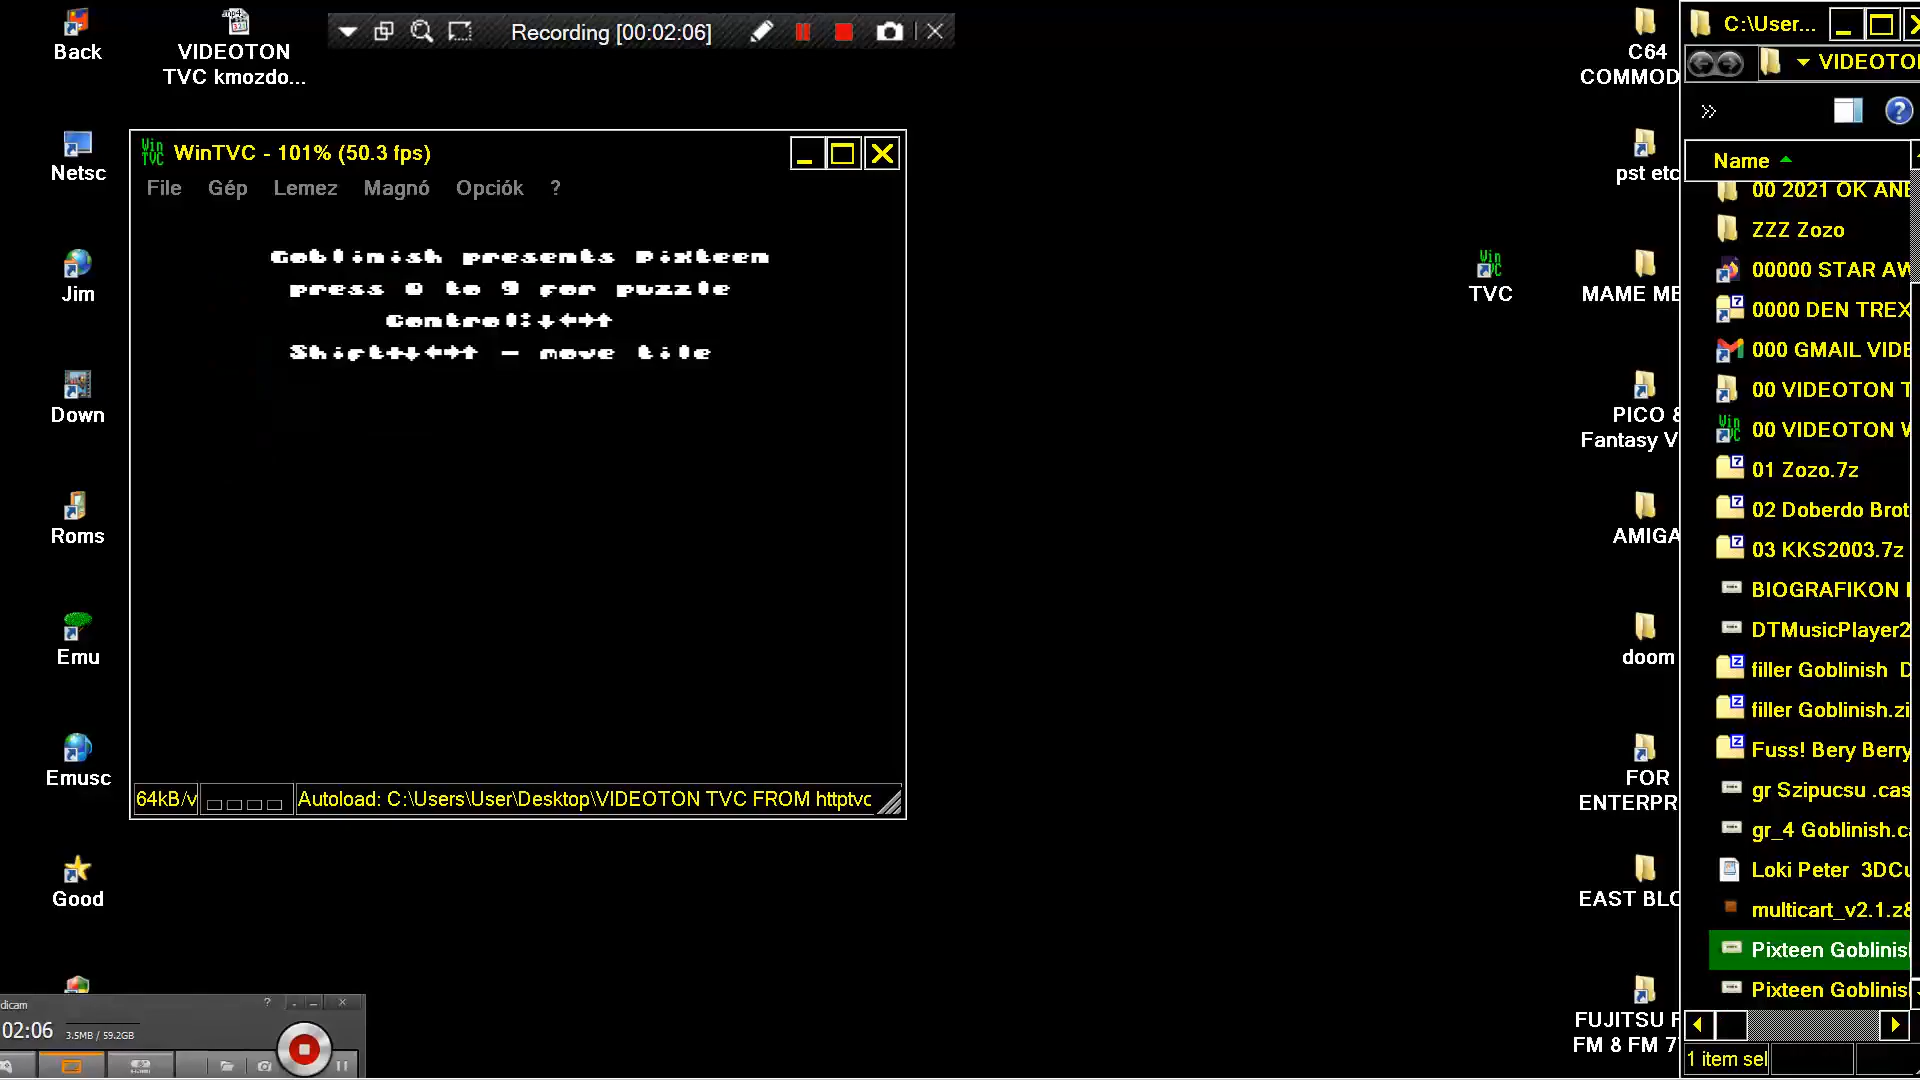 Back
VIDEOTON
TVC kmozdo...
Recording [00:02:06]
C64
COMMOD
C:\User...
VIDEOTO
Netsc
WinTVC - 101% (50.3 fps)
File Gép Lemez Magnó Opciók ?
Goblinish presents Pixteen
press 0 to 9 for puzzle
Control:↓←→↑
Shift+↓←→↑ - move tile
64kB/v
Autoload: C:\Users\User\Desktop\VIDEOTON TVC FROM httptvc
Jim
Down
Roms
Emu
Emusc
Good
TVC
pst etc
MAME ME
PICO &
Fantasy V
AMIGA
doom
FOR
ENTERPR
EAST BLO
FUJITSU F
FM 8 FM 7
Name
00 2021 OK ANE
ZZZ Zozo
00000 STAR AW
0000 DEN TREX
000 GMAIL VIDE
00 VIDEOTON T
00 VIDEOTON W
01 Zozo.7z
02 Doberdo Brot
03 KKS2003.7z
BIOGRAFIKON
DTMusicPlayer2
filler Goblinish D
filler Goblinish.zi
Fuss! Bery Berry
gr Szipucsu .cas
gr_4 Goblinish.c
Loki Peter 3DCu
multicart_v2.1.z8
Pixteen Goblinis
Pixteen Goblinis
1 item sel
dicam
02:06
3.5MB / 59.2GB